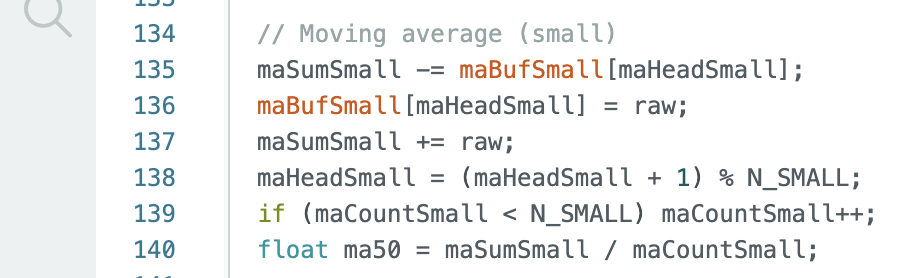 134 // Moving average (small)
135 maSumSmall -= maBufSmall[maHeadSmall];
136 maBufSmall[maHeadSmall] = raw;
137 maSumSmall += raw;
138 maHeadSmall = (maHeadSmall + 1) % N_SMALL;
139 if (maCountSmall < N_SMALL) maCountSmall++;
140 float ma50 = maSumSmall / maCountSmall;